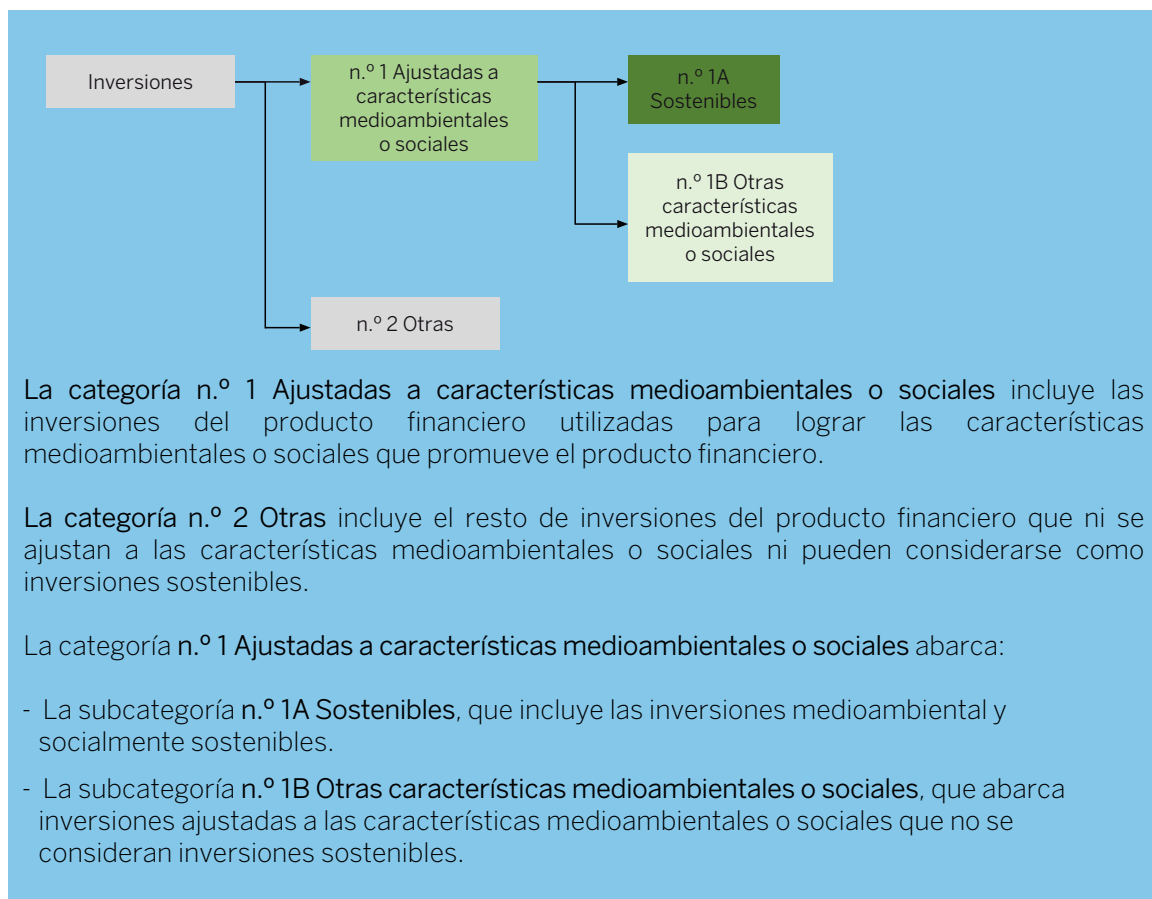 Inversiones
n.º 1 Ajustadas a
características
medioambientales
o sociales
n.º 1A
Sostenibles
n.º 1B Otras
características
medioambientales
o sociales
n.º 2 Otras
La categoría n.º 1 Ajustadas a características medioambientales o sociales incluye las
inversiones del producto financiero utilizadas para lograr las características
medioambientales o sociales que promueve el producto financiero.
La categoría n.º 2 Otras incluye el resto de inversiones del producto financiero que ni se
ajustan a las características medioambientales o sociales ni pueden considerarse como
inversiones sostenibles.
La categoría n.º 1 Ajustadas a características medioambientales o sociales abarca:
- La subcategoría n.º 1A Sostenibles, que incluye las inversiones medioambiental y
socialmente sostenibles.
- La subcategoría n.º 1B Otras características medioambientales o sociales, que abarca
inversiones ajustadas a las características medioambientales o sociales que no se
consideran inversiones sostenibles.